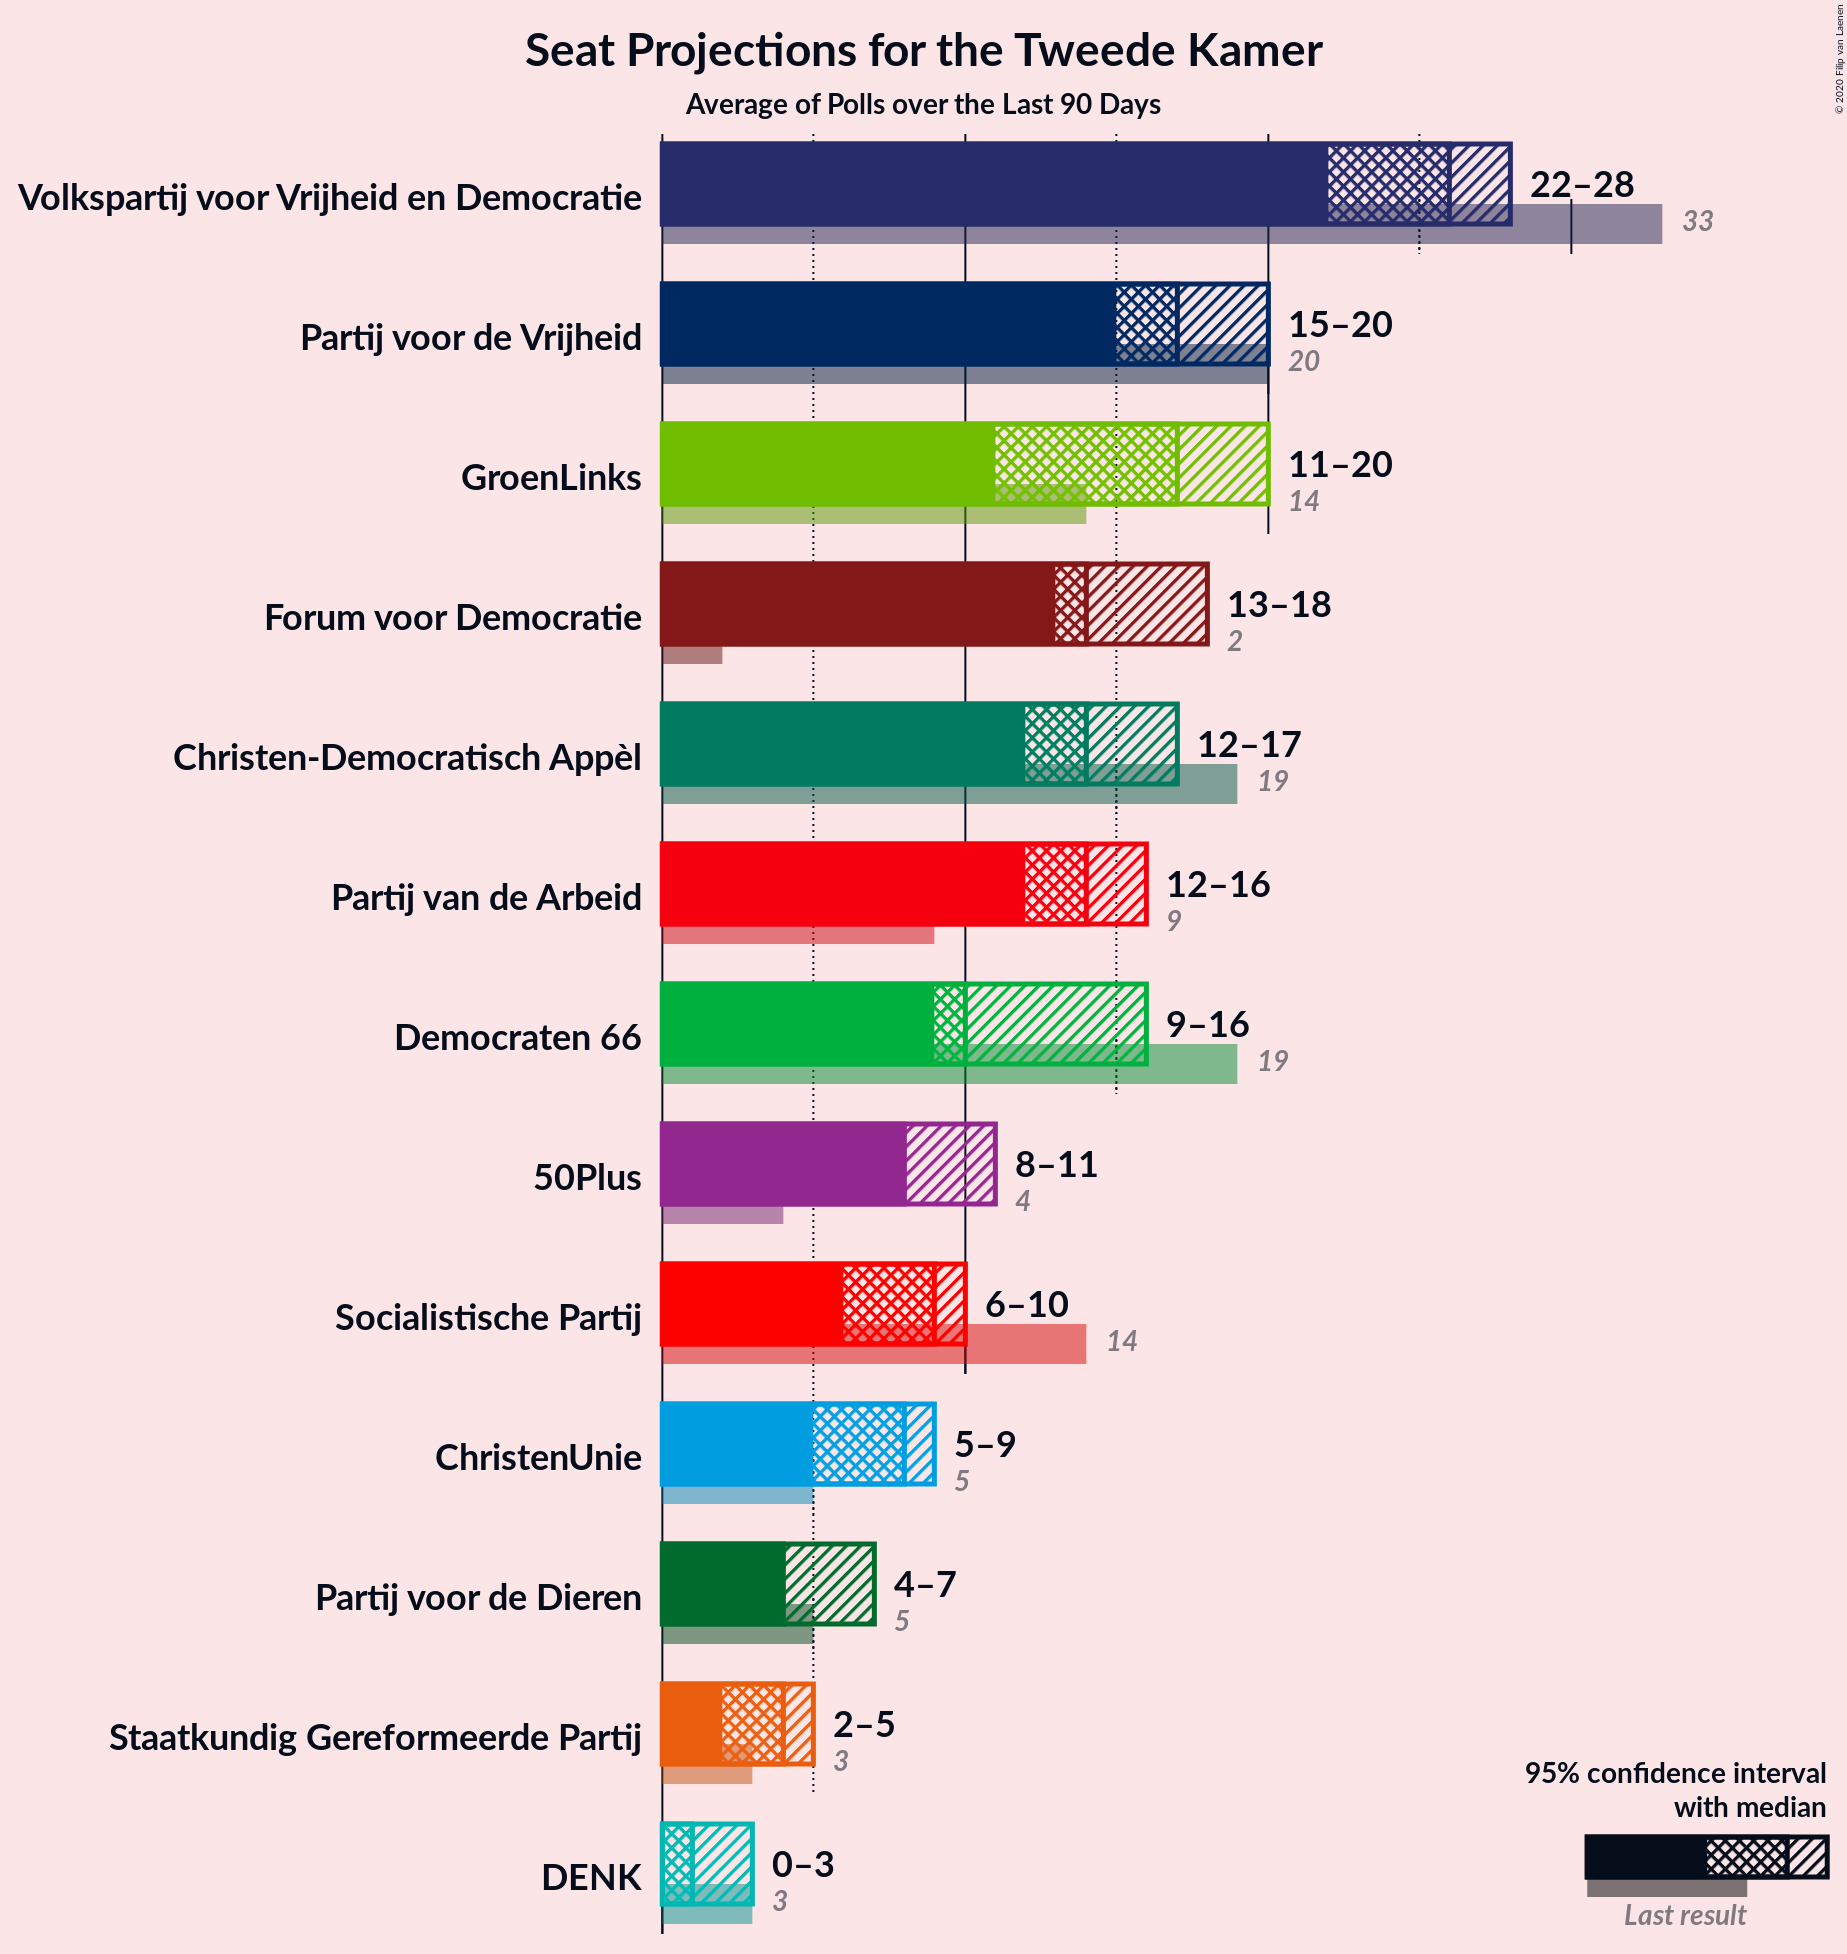 © 2020 Filip van Laenen
Seat Projections for the Tweede Kamer
Average of Polls over the Last 90 Days
Volkspartij voor Vrijheid en Democratie
22–28
33
Partij voor de Vrijheid
15–20
20
GroenLinks
11–20
14
Forum voor Democratie
13–18
2
Christen-Democratisch Appèl
12–17
19
Partij van de Arbeid
12–16
9
Democraten 66
9–16
19
50Plus
8–11
4
Socialistische Partij
6–10
14
ChristenUnie
5–9
5
Partij voor de Dieren
4–7
5
Staatkundig Gereformeerde Partij
2–5
3
DENK
0–3
3
95% confidence interval
with median
Last result